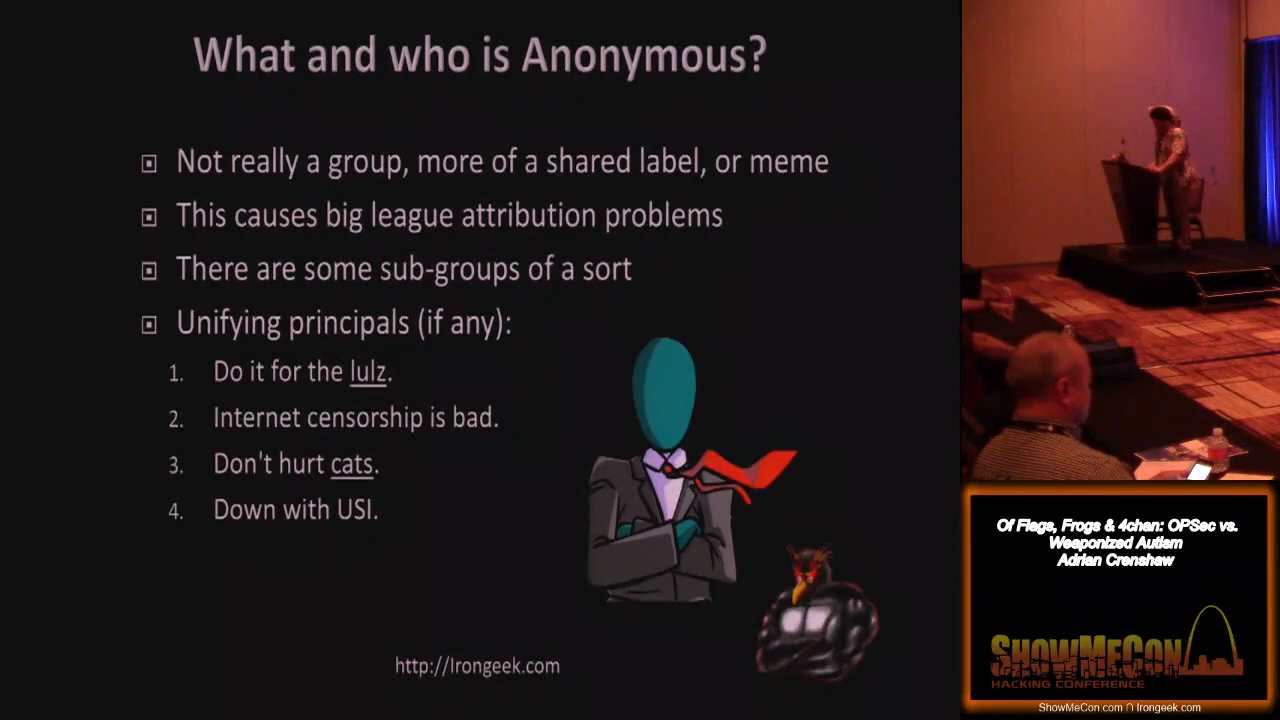 What and who is Anonymous?
Not really a group, more of a shared label, or meme
This causes big league attribution problems
There are some sub-groups of a sort
Unifying principals (if any):
1. Do it for the lulz.
2. Internet censorship is bad.
3. Don't hurt cats.
4. Down with USI.
http://Irongeek.com
Of Flags, Frogs & 4chan: OPSec vs.
Weaponized Autism
Adrian Crenshaw
ShowMeCon
HACKING CONFERENCE
ShowMeCon.com ∩ Irongeek.com